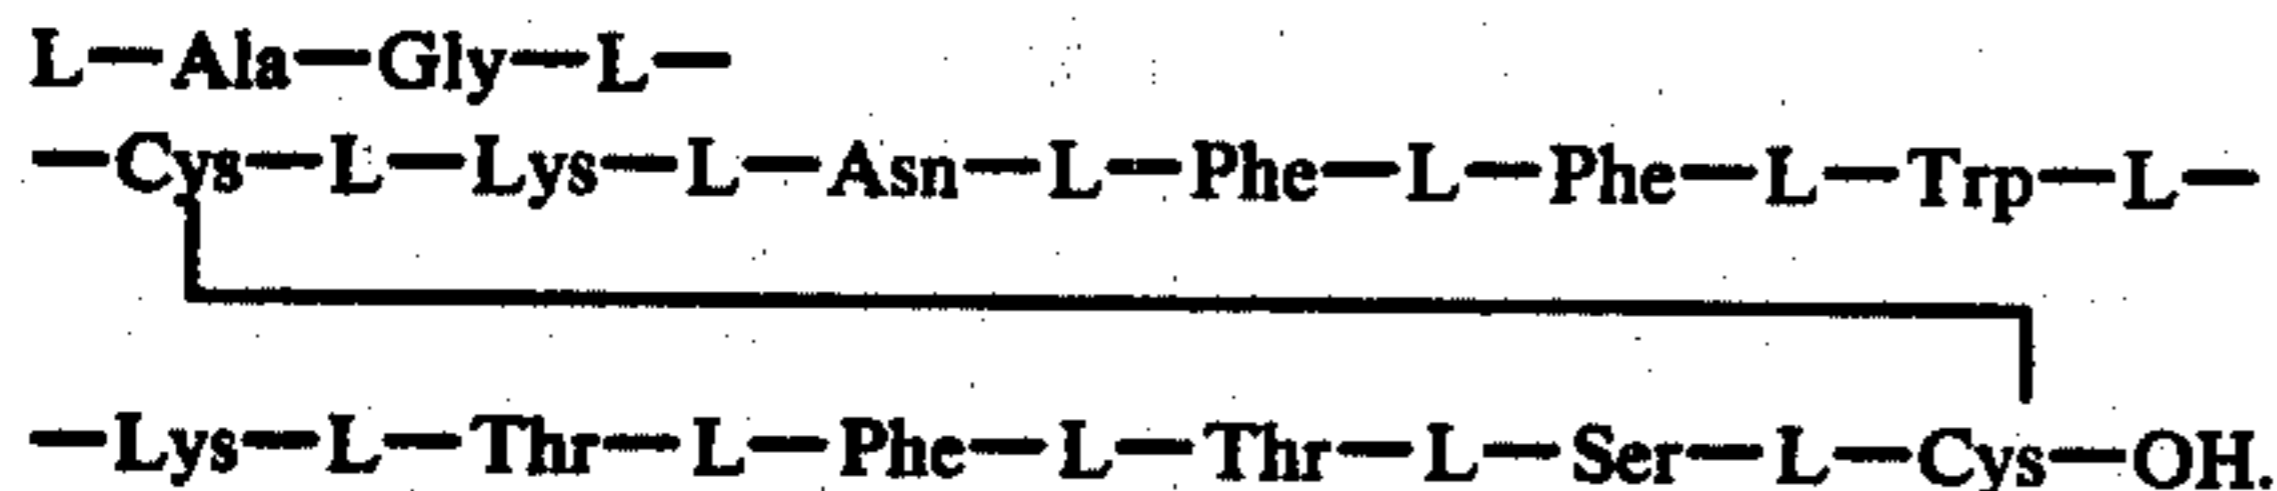 L—Ala—Gly—L—
—Cys—L—Lys—L—Asn—L—Phe—L—Phe—L—Trp—L—
—Lys—L—Thr—L—Phe—L—Thr—L—Ser—L—Cys—OH.